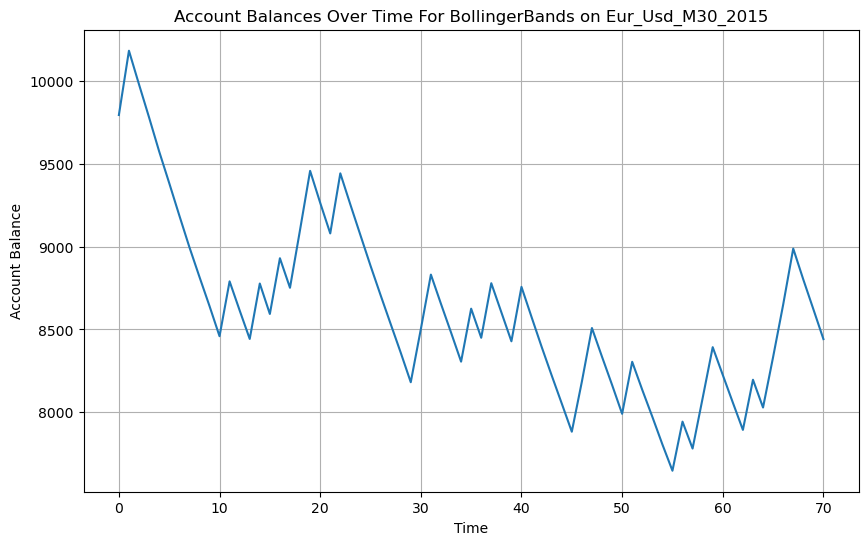 Account Balances Over Time For BollingerBands on Eur_Usd_M30_2015
10000
9500
9000
8500
8000
Account Balance
0 10 20 30 40 50 60 70
Time